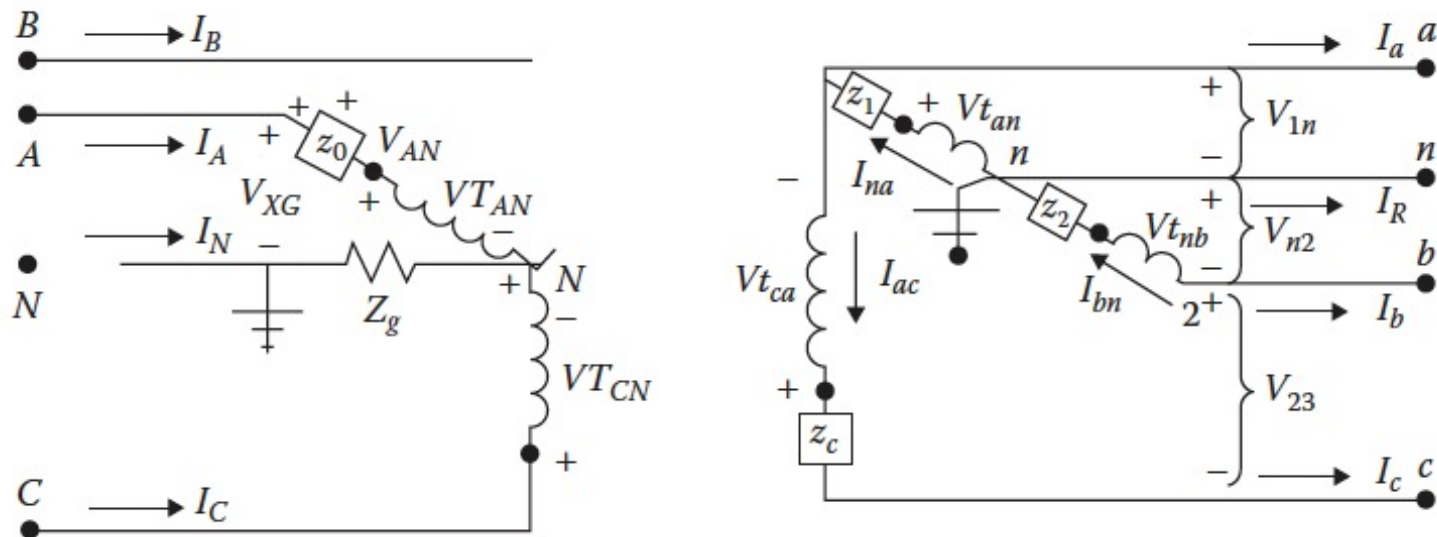 B I_B
A I_A
z_0 V_AN
V_XG VT_AN
N I_N N
Z_g
VT_CN
C I_C
+ + + + − − + − +
I_a a
z_1 + Vt_an + V_1n
I_na n − n
z_2 Vt_nb + I_R V_n2
− Vt_ca I_ac I_bn − b
2 + I_b
+ z_c V_23
− I_c c